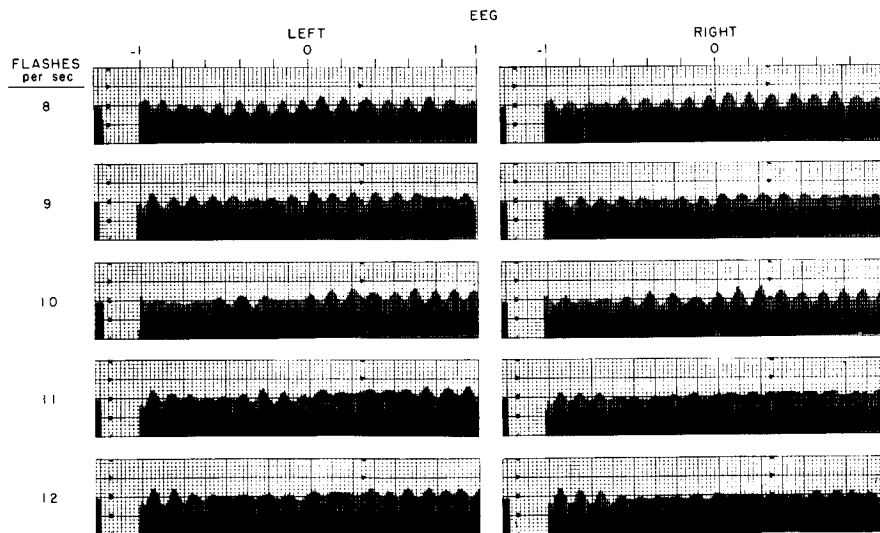 EEG
LEFT
RIGHT
FLASHES
per sec
-1 0 1
-1 0
8
9
10
11
12